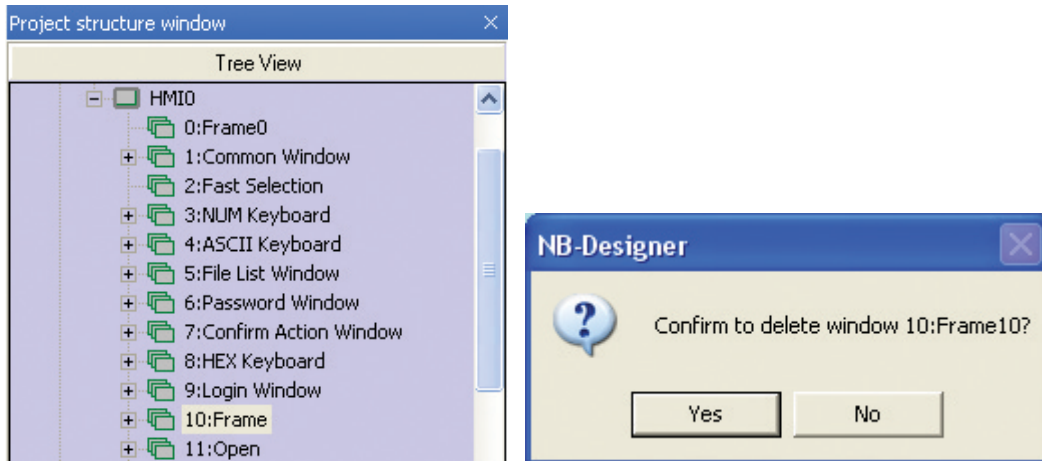 Project structure window
Tree View
HMI0
0:Frame0
1:Common Window
2:Fast Selection
3:NUM Keyboard
4:ASCII Keyboard
5:File List Window
6:Password Window
7:Confirm Action Window
8:HEX Keyboard
9:Login Window
10:Frame
11:Open
NB-Designer
Confirm to delete window 10:Frame10?
Yes
No